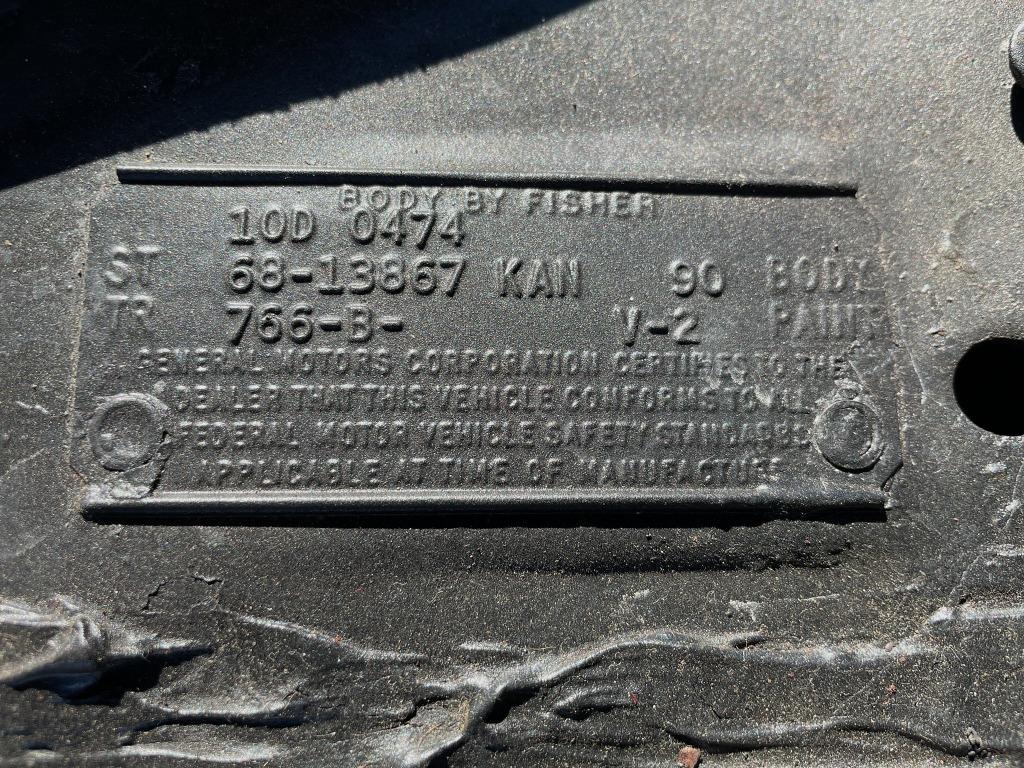 BODY BY FISHER
10D 0474
ST 68-13867 KAN 90 BODY
TR 766-B- V-2 PAINT
GENERAL MOTORS CORPORATION CERTIFIES TO THE
DEALER THAT THIS VEHICLE CONFORMS TO ALL
FEDERAL MOTOR VEHICLE SAFETY STANDARDS
APPLICABLE AT TIME OF MANUFACTURE